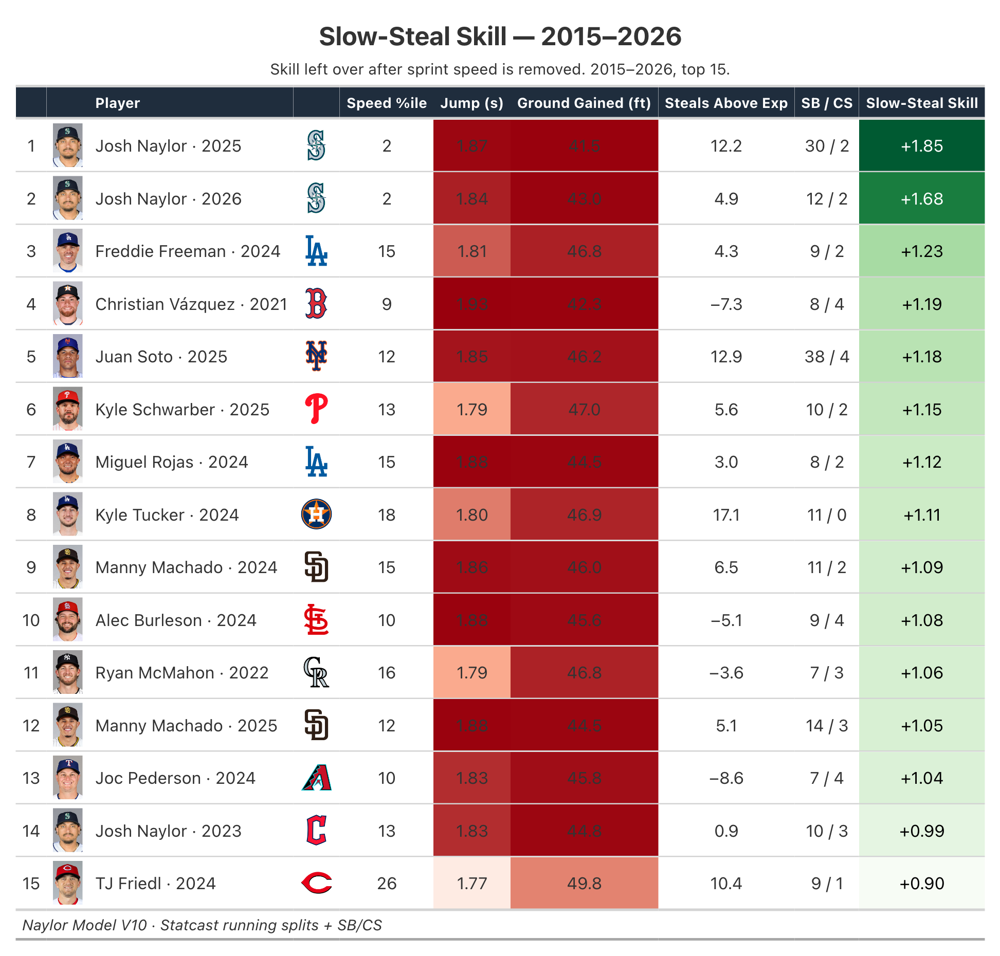 Slow-Steal Skill — 2015–2026
Skill left over after sprint speed is removed. 2015–2026, top 15.
Player Speed %ile Jump (s) Ground Gained (ft) Steals Above Exp SB / CS Slow-Steal Skill
1 Josh Naylor · 2025 2 1.87 41.5 12.2 30 / 2 +1.85
2 Josh Naylor · 2026 2 1.84 43.0 4.9 12 / 2 +1.68
3 Freddie Freeman · 2024 15 1.81 46.8 4.3 9 / 2 +1.23
4 Christian Vázquez · 2021 9 1.93 42.3 −7.3 8 / 4 +1.19
5 Juan Soto · 2025 12 1.85 46.2 12.9 38 / 4 +1.18
6 Kyle Schwarber · 2025 13 1.79 47.0 5.6 10 / 2 +1.15
7 Miguel Rojas · 2024 15 1.88 44.5 3.0 8 / 2 +1.12
8 Kyle Tucker · 2024 18 1.80 46.9 17.1 11 / 0 +1.11
9 Manny Machado · 2024 15 1.86 46.0 6.5 11 / 2 +1.09
10 Alec Burleson · 2024 10 1.88 45.6 −5.1 9 / 4 +1.08
11 Ryan McMahon · 2022 16 1.79 46.8 −3.6 7 / 3 +1.06
12 Manny Machado · 2025 12 1.88 44.5 5.1 14 / 3 +1.05
13 Joc Pederson · 2024 10 1.83 45.8 −8.6 7 / 4 +1.04
14 Josh Naylor · 2023 13 1.83 44.8 0.9 10 / 3 +0.99
15 TJ Friedl · 2024 26 1.77 49.8 10.4 9 / 1 +0.90
Naylor Model V10 · Statcast running splits + SB/CS